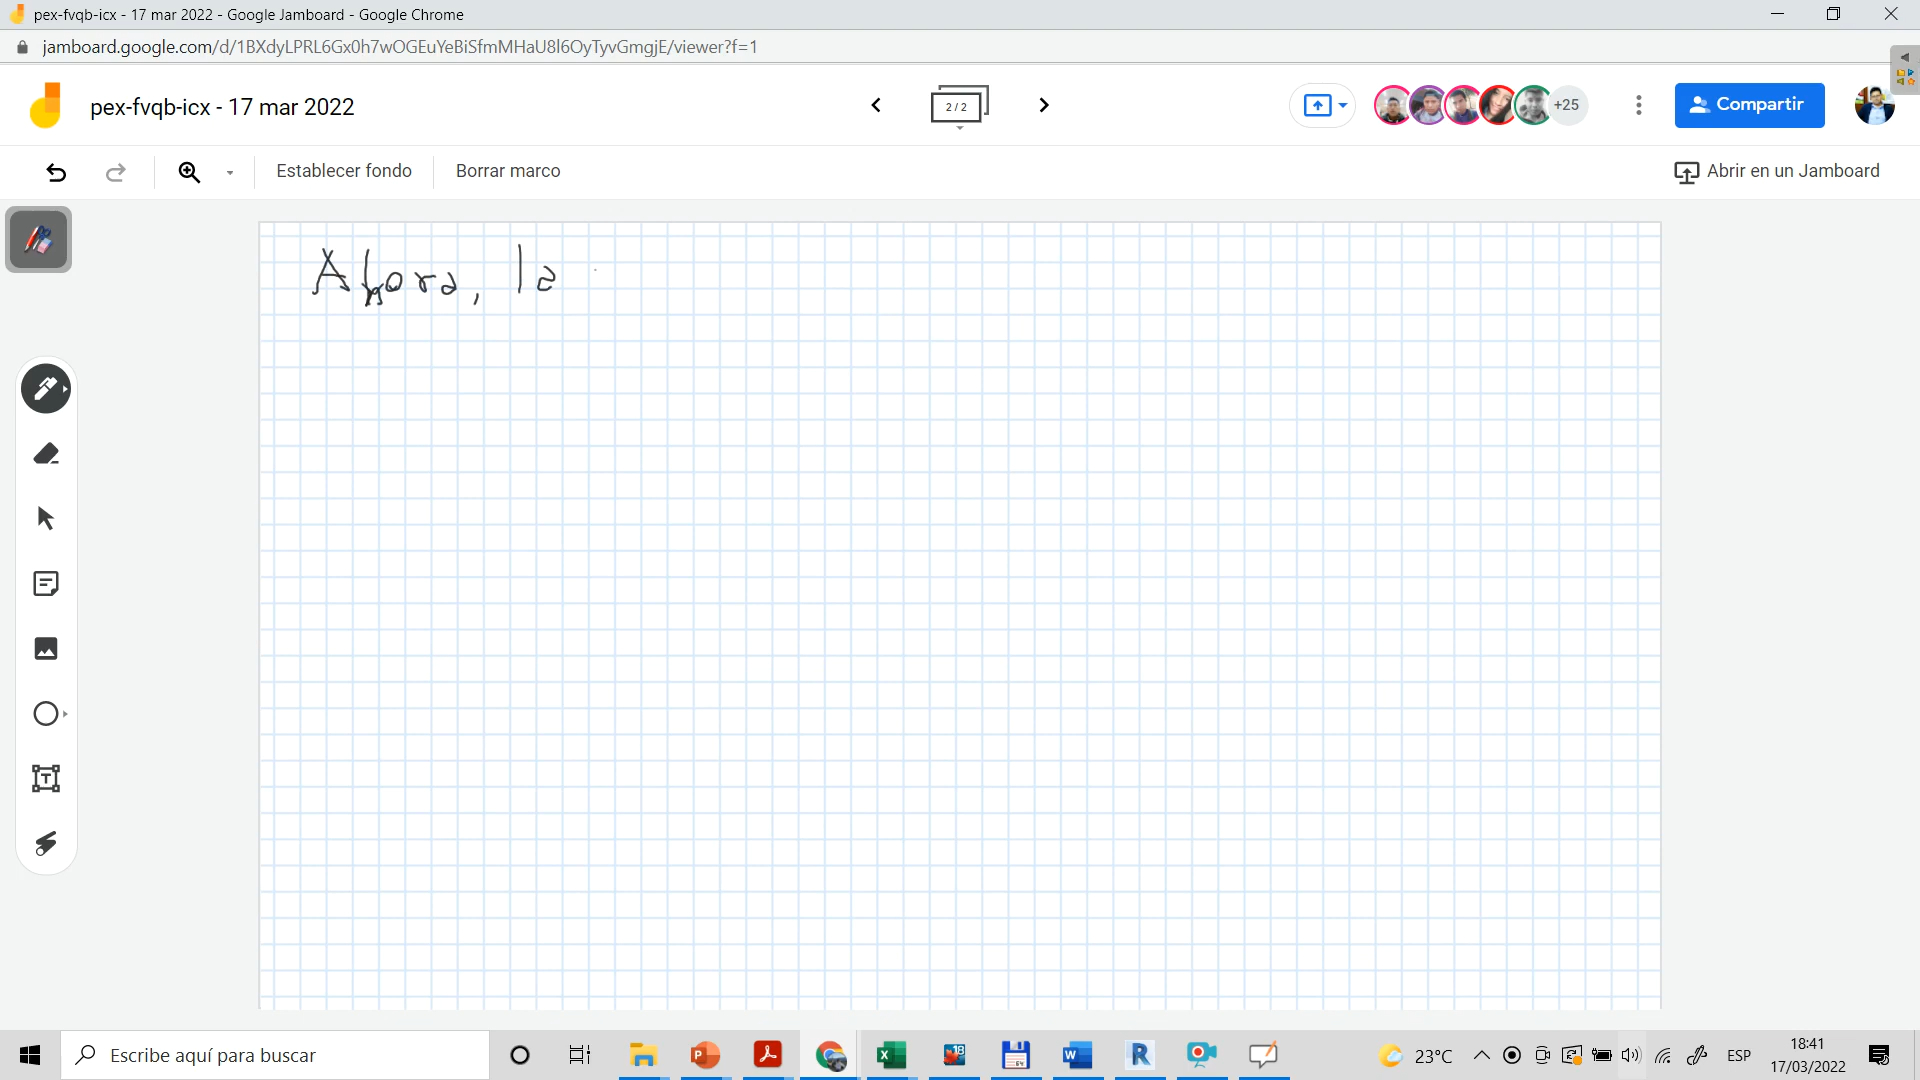 pex-fvqb-icx - 17 mar 2022 - Google Jamboard - Google Chrome
jamboard.google.com/d/1BXdyLPRL6Gx0h7wOGEuYeBiSfmMHaU8l6OyTyvGmgjE/viewer?f=1
pex-fvqb-icx - 17 mar 2022
2 / 2
+25
Compartir
Establecer fondo
Borrar marco
Abrir en un Jamboard
Ahora, la
Escribe aquí para buscar
23°C
ESP
18:41
17/03/2022